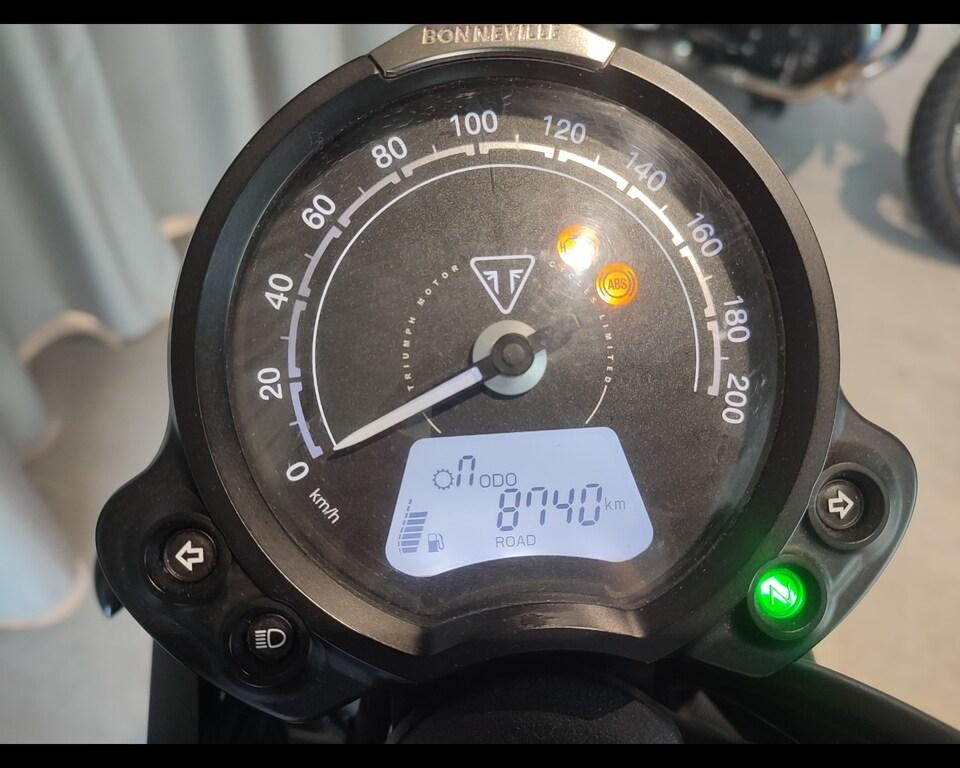 BONNEVILLE
0
20
40
60
80
100
120
140
160
180
200
km/h
TRIUMPH MOTOR CYCLES LIMITED
ABS
n ODO
8740 km
ROAD
N